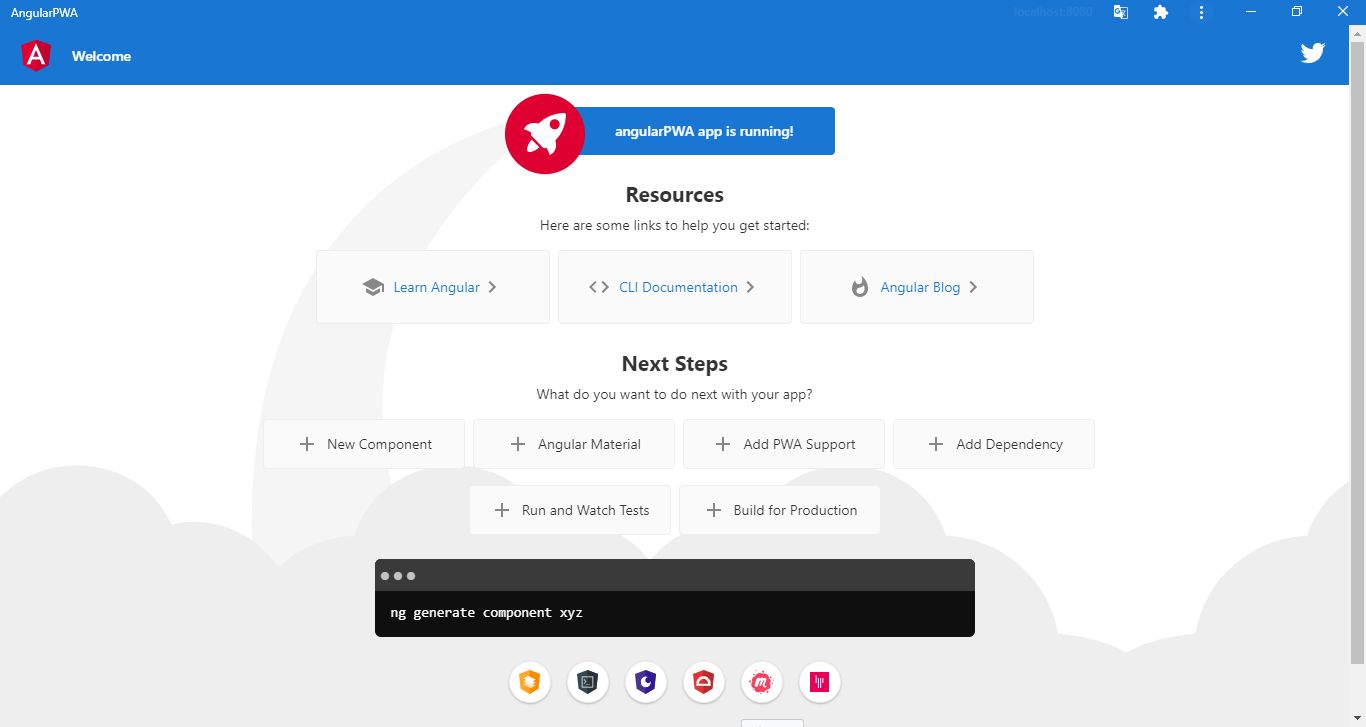 AngularPWA
localhost:8080
Welcome
angularPWA app is running!
Resources
Here are some links to help you get started:
Learn Angular
CLI Documentation
Angular Blog
Next Steps
What do you want to do next with your app?
New Component
Angular Material
Add PWA Support
Add Dependency
Run and Watch Tests
Build for Production
ng generate component xyz